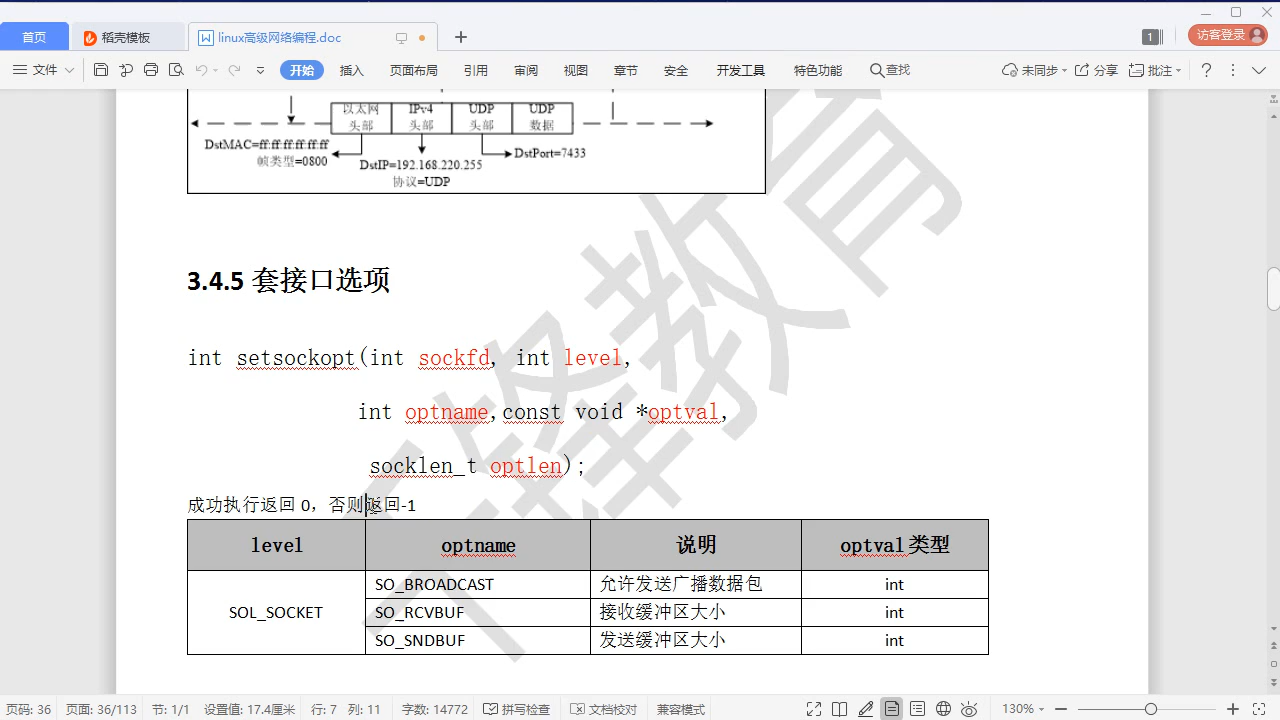 首页
稻壳模板
linux高级网络编程.doc
1
访客登录
文件
开始
插入
页面布局
引用
审阅
视图
章节
安全
开发工具
特色功能
查找
未同步
分享
批注
以太网 头部
IPv4 头部
UDP 头部
UDP 数据
DstMAC=ff:ff:ff:ff:ff:ff
帧类型=0800
DstIP=192.168.220.255
协议=UDP
DstPort=7433
千锋教育
3.4.5 套接口选项
int setsockopt(int sockfd, int level,
int optname,const void *optval,
socklen_t optlen);
成功执行返回 0，否则返回-1
level optname 说明 optval 类型
SOL_SOCKET
SO_BROADCAST 允许发送广播数据包 int
SO_RCVBUF 接收缓冲区大小 int
SO_SNDBUF 发送缓冲区大小 int
页码: 36 页面: 36/113 节: 1/1 设置值: 17.4厘米 行: 7 列: 11 字数: 14772 拼写检查 文档校对 兼容模式 130%